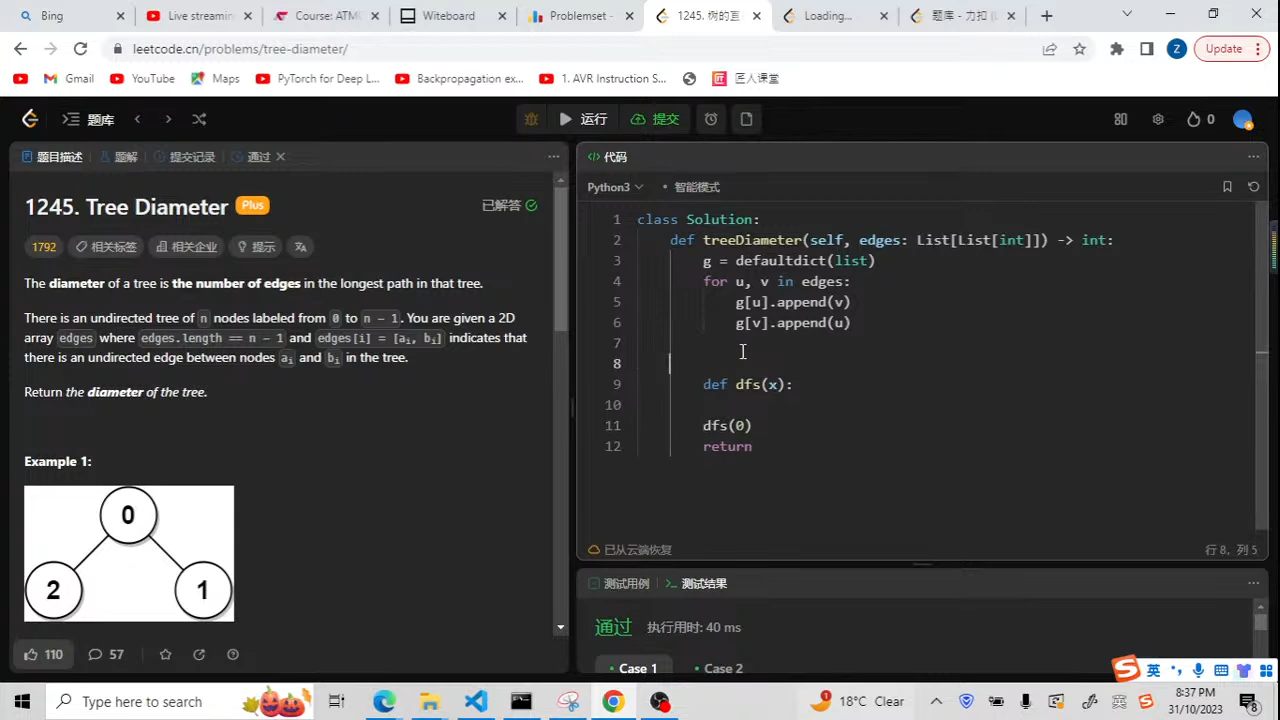 Bing
Live streamin
Course: ATM(
Witeboard
Problemset -
1245. 树的直
Loading...
题库 - 力扣 (L
leetcode.cn/problems/tree-diameter/
Z
Update
Gmail
YouTube
Maps
PyTorch for Deep L...
Backpropagation ex...
1. AVR Instruction S...
匠人课堂
题库
运行
提交
0
题目描述
题解
提交记录
通过
代码
Python3
智能模式
1245. Tree Diameter
Plus
已解答
1792
相关标签
相关企业
提示
The diameter of a tree is the number of edges in the longest path in that tree.
There is an undirected tree of n nodes labeled from 0 to n - 1. You are given a 2D
array edges where edges.length == n - 1 and edges[i] = [ai, bi] indicates that
there is an undirected edge between nodes ai and bi in the tree.
Return the diameter of the tree.
Example 1:
0
2
1
110
57
1 class Solution:
2 def treeDiameter(self, edges: List[List[int]]) -> int:
3 g = defaultdict(list)
4 for u, v in edges:
5 g[u].append(v)
6 g[v].append(u)
7
8
9 def dfs(x):
10
11 dfs(0)
12 return
已从云端恢复
行 8，列 5
测试用例
测试结果
通过
执行用时: 40 ms
Case 1
Case 2
英
Type here to search
1
18°C Clear
8:37 PM
31/10/2023
8